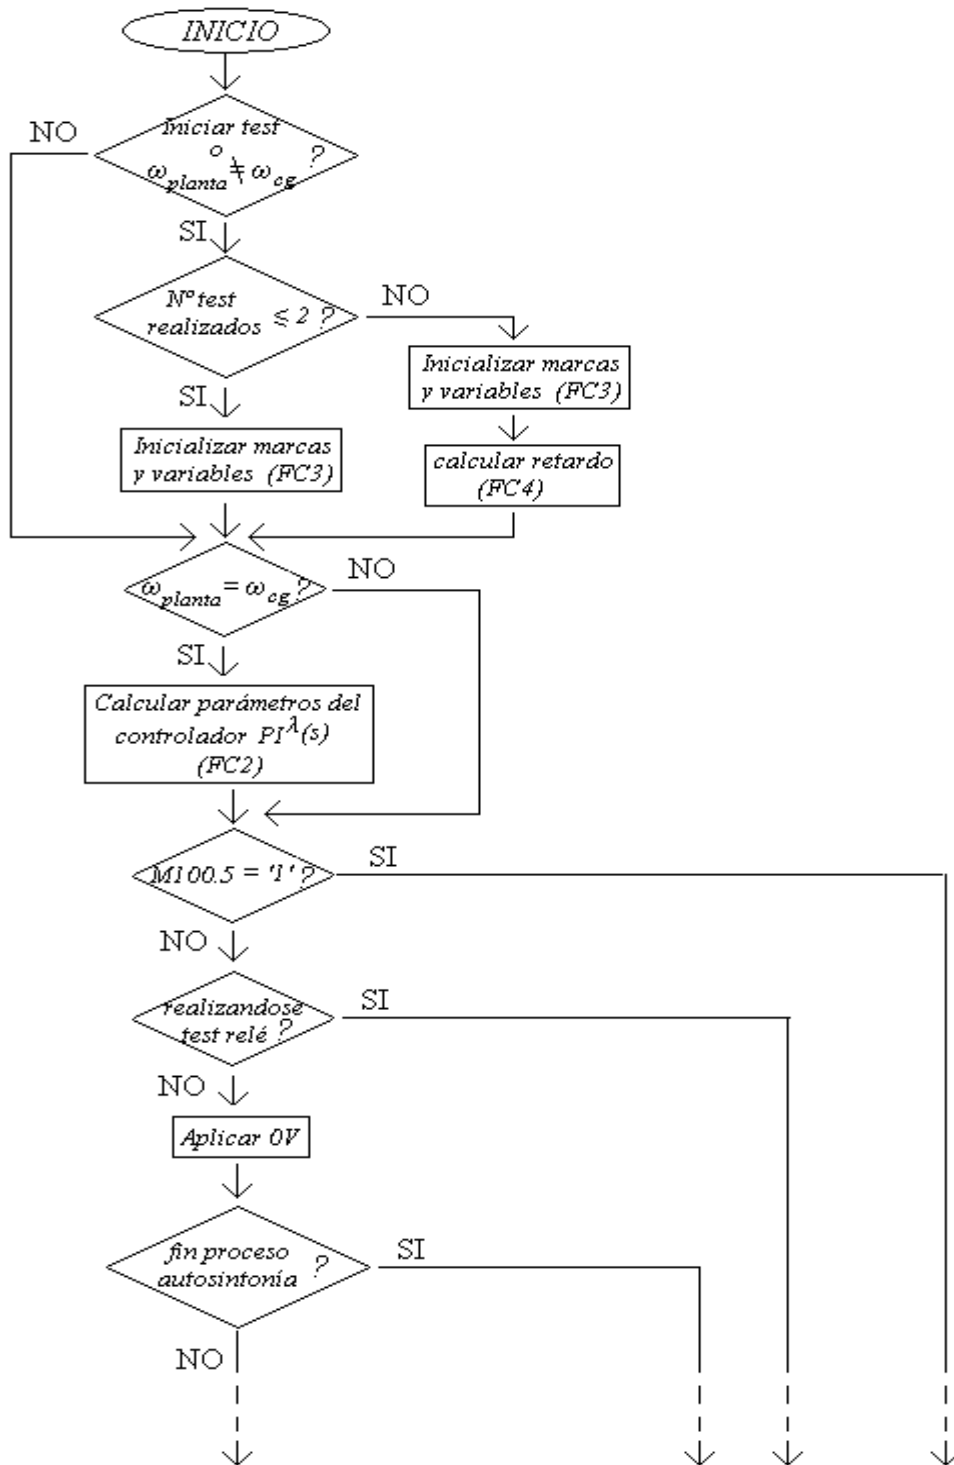 INICIO
Iniciar test
o
ω_planta ≠ ω_cg ?
NO
SI
Nº test
realizados ≤ 2 ?
NO
SI
Inicializar marcas
y variables (FC3)
calcular retardo
(FC4)
Inicializar marcas
y variables (FC3)
ω_planta = ω_cg ?
NO
SI
Calcular parámetros del
controlador PI^λ(s)
(FC2)
M100.5 = '1' ?
SI
NO
realizandose
test relé ?
SI
NO
Aplicar 0V
fin proceso
autosintonía ?
SI
NO